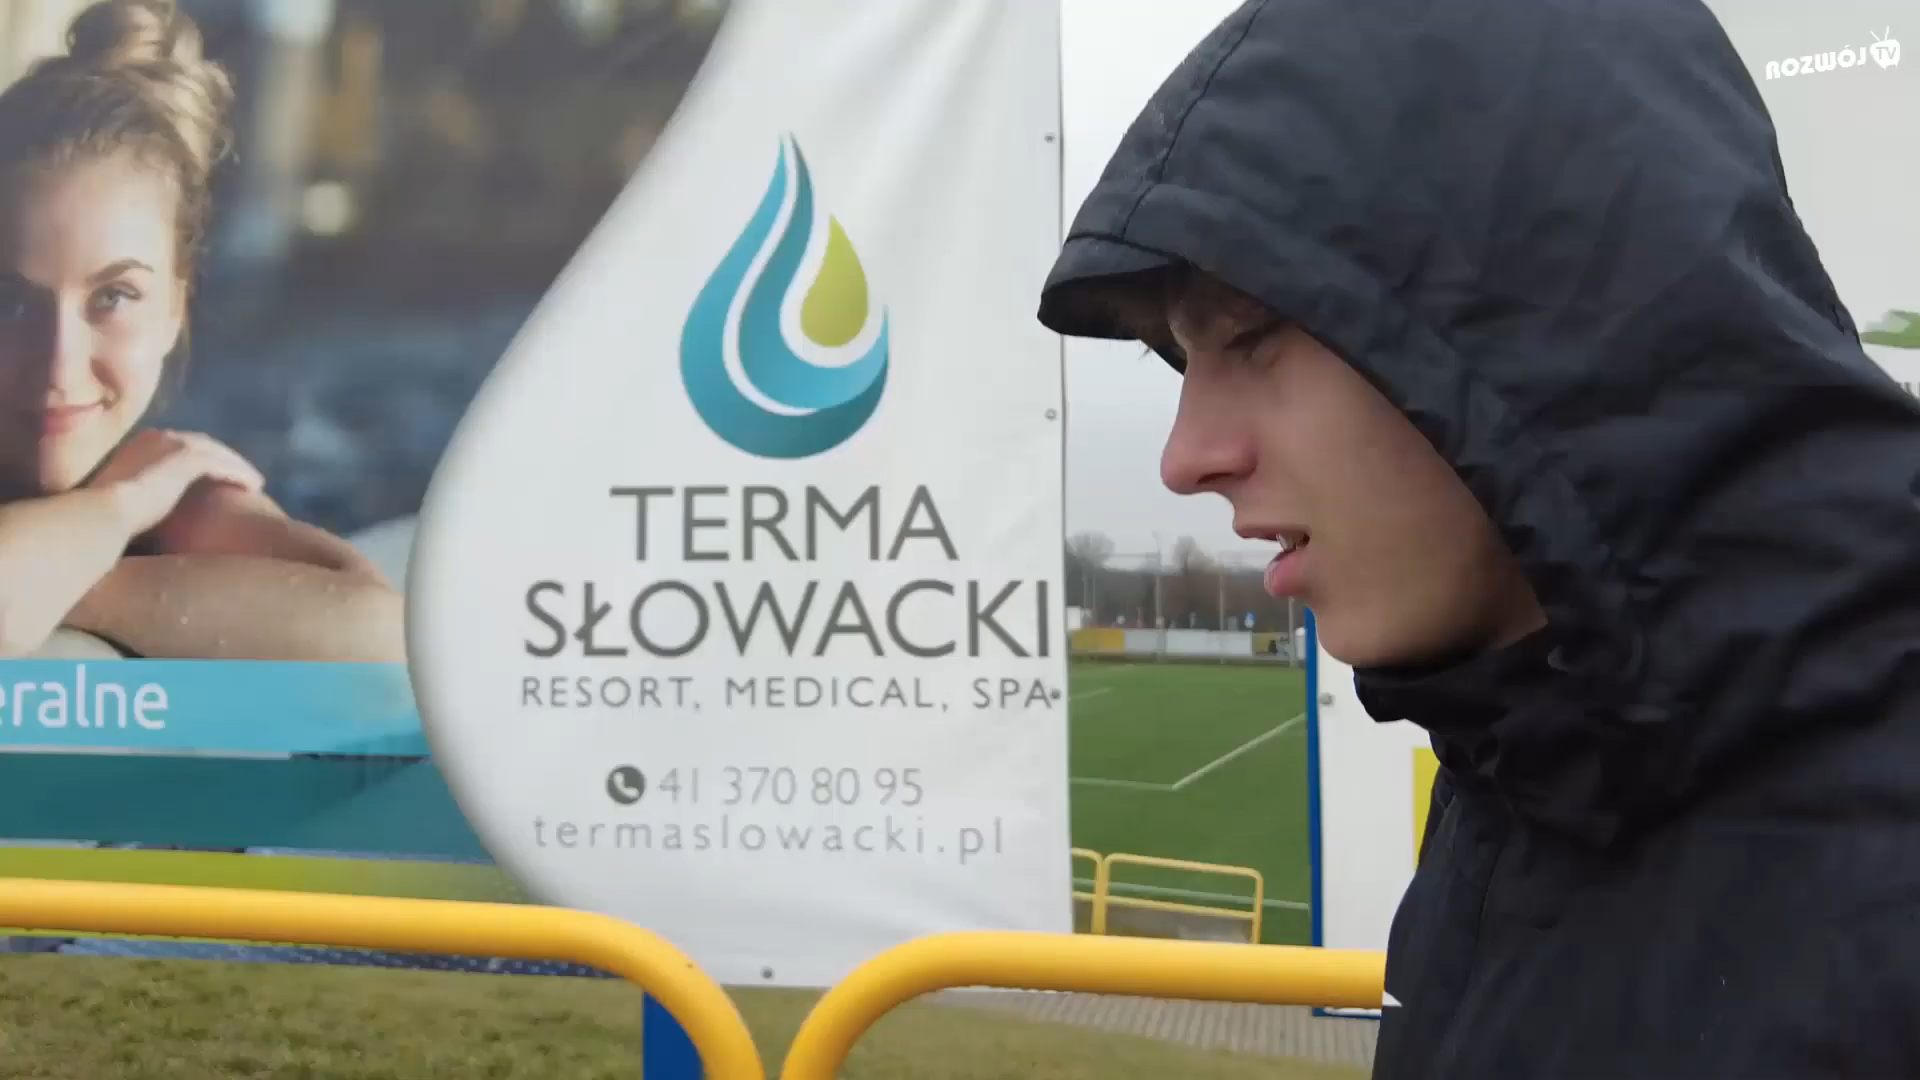 ROZWÓJ TV
TERMA
SŁOWACKI
RESORT, MEDICAL, SPA
eralne
41 370 80 95
termaslowacki.pl